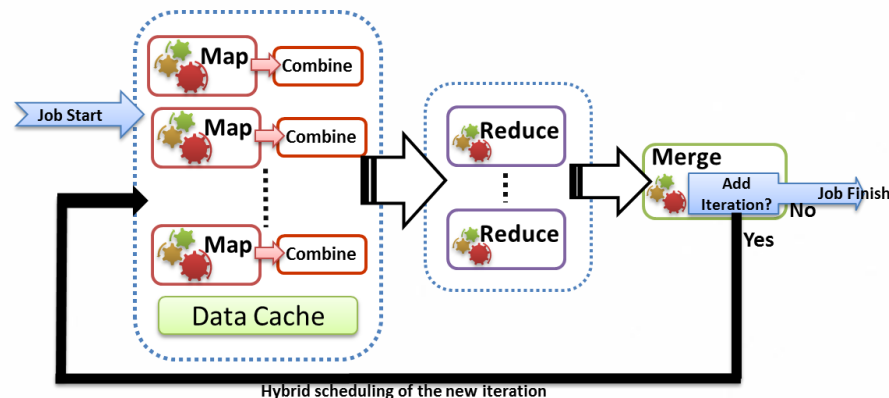 Map
Combine
Job Start
Map
Combine
Map
Combine
Data Cache
Reduce
Reduce
Merge
Add
Iteration?
Job Finish
No
Yes
Hybrid scheduling of the new iteration